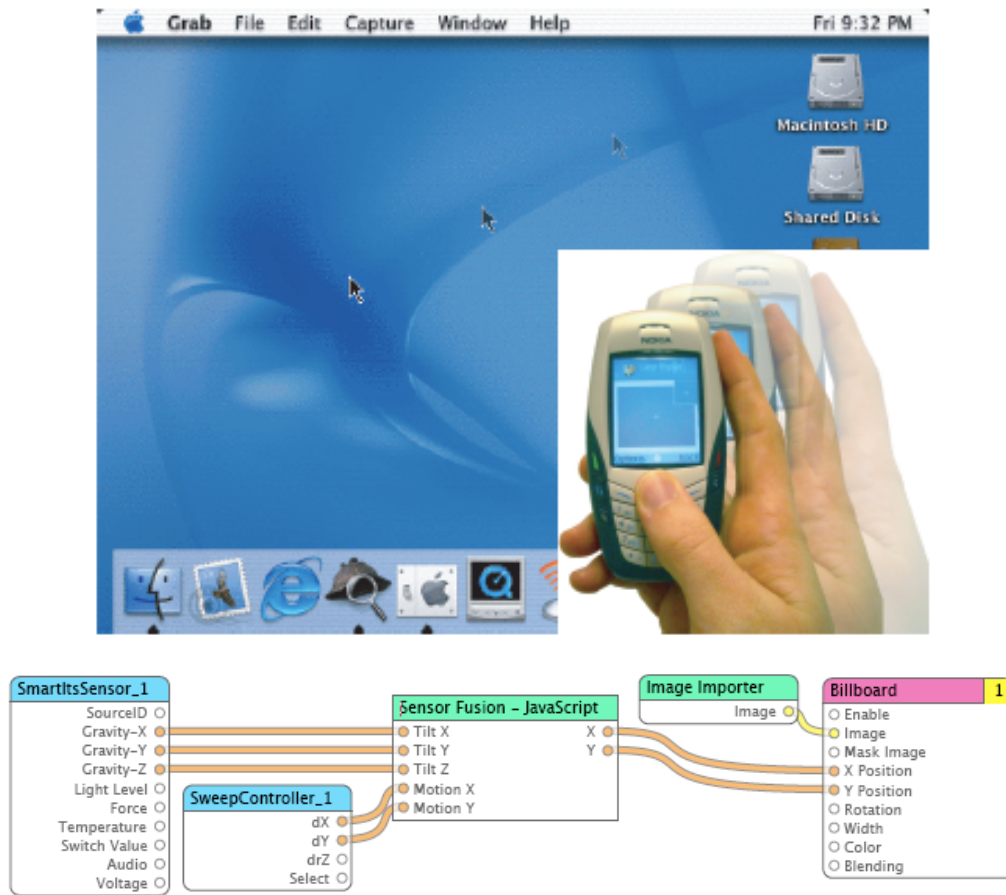 Grab File Edit Capture Window Help Fri 9:32 PM
Macintosh HD
Shared Disk
NOKIA
NOKIA
SmartItsSensor_1
SourceID
Gravity-X
Gravity-Y
Gravity-Z
Light Level
Force
Temperature
Switch Value
Audio
Voltage
SweepController_1
dX
dY
drZ
Select
Sensor Fusion - JavaScript
Tilt X
Tilt Y
Tilt Z
Motion X
Motion Y
X
Y
Image Importer
Image
Billboard 1
Enable
Image
Mask Image
X Position
Y Position
Rotation
Width
Color
Blending